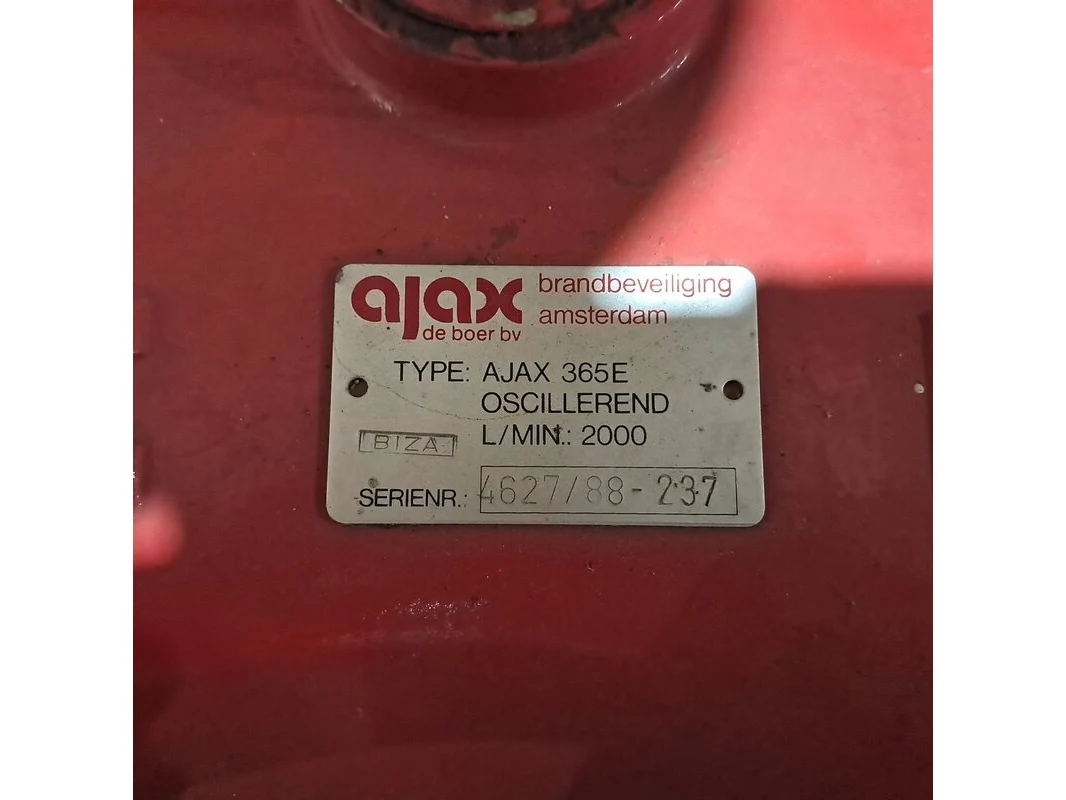 ajax brandbeveiliging
de boer bv amsterdam
TYPE: AJAX 365E
OSCILLEREND
L/MIN.: 2000
BIZA
SERIENR.: 4627/88-237